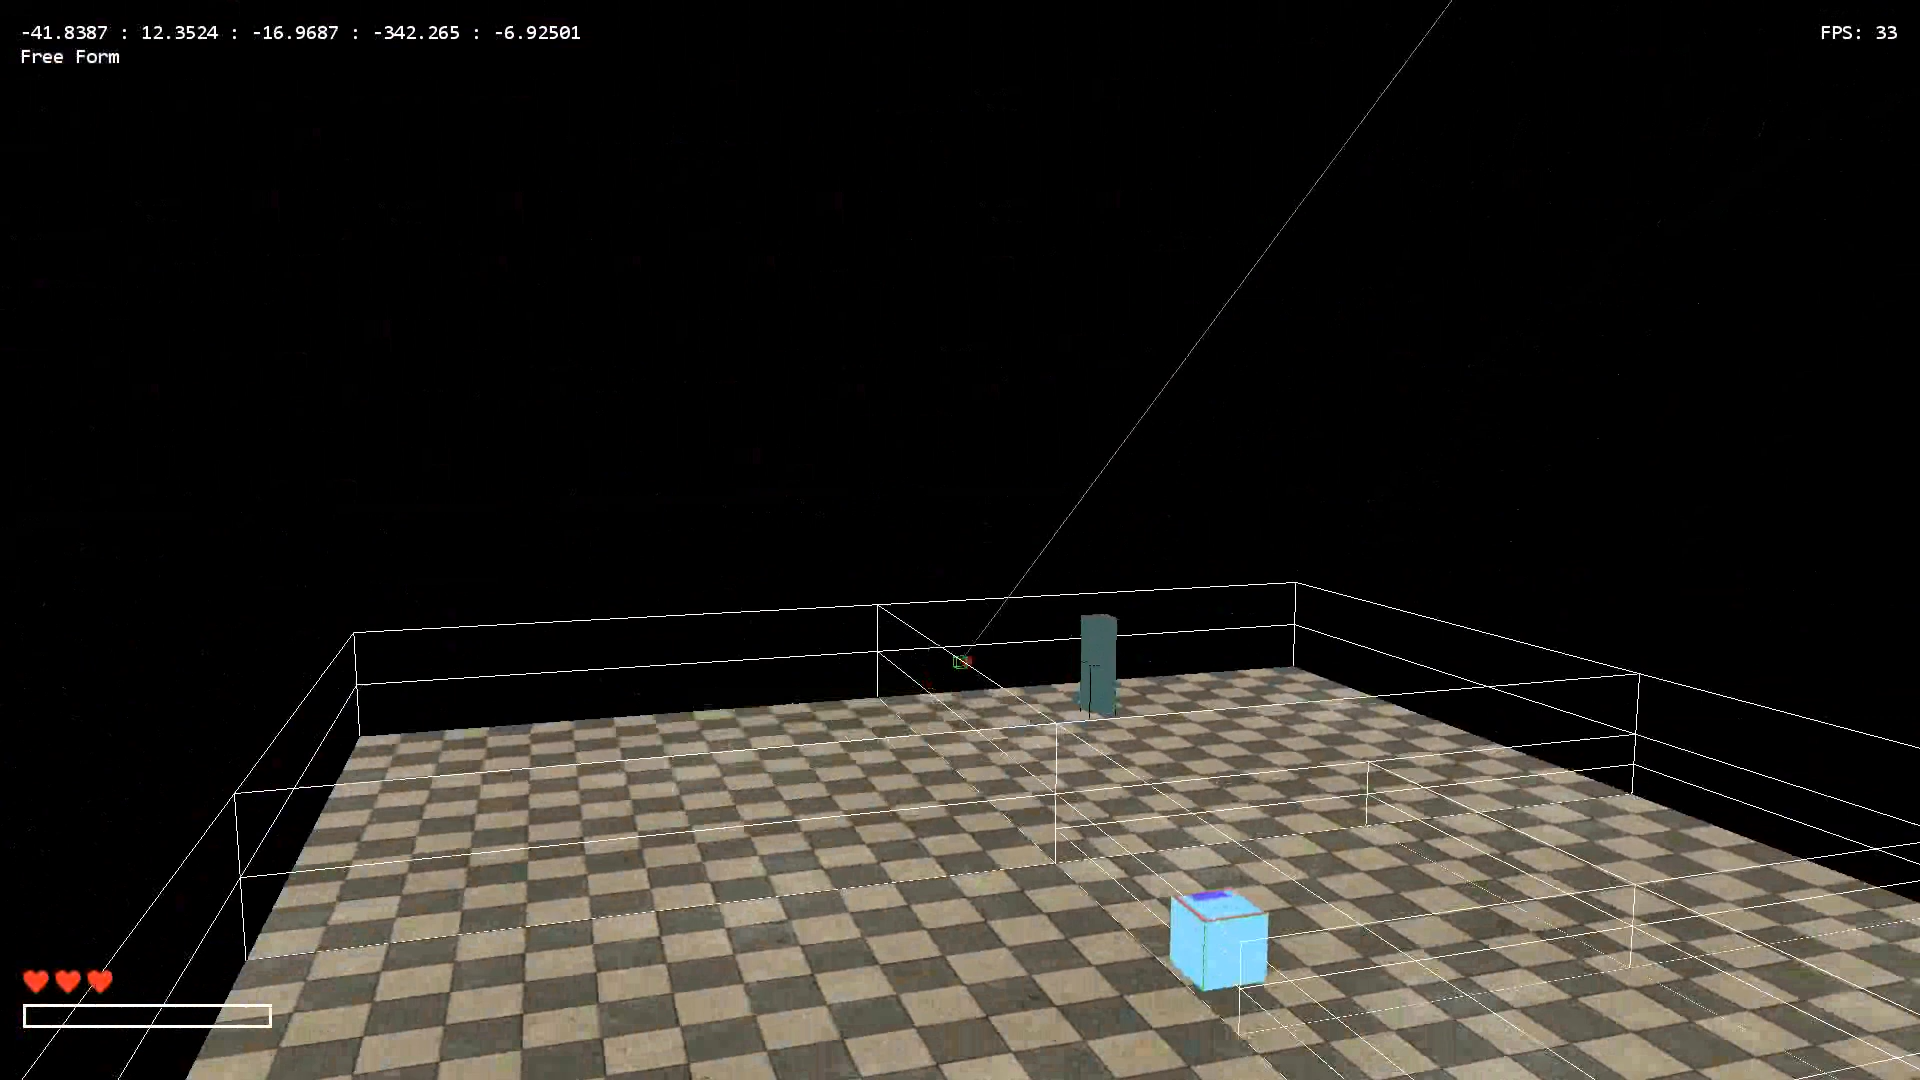 -41.8387 : 12.3524 : -16.9687 : -342.265 : -6.92501
FPS: 33
Free Form